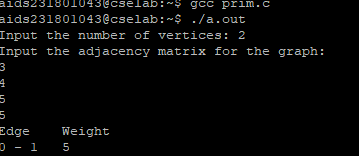 aids231801043@cselab:~$ gcc prim.c
aids231801043@cselab:~$ ./a.out
Input the number of vertices: 2
Input the adjacency matrix for the graph:
3
4
5
5
Edge    Weight
0 - 1   5